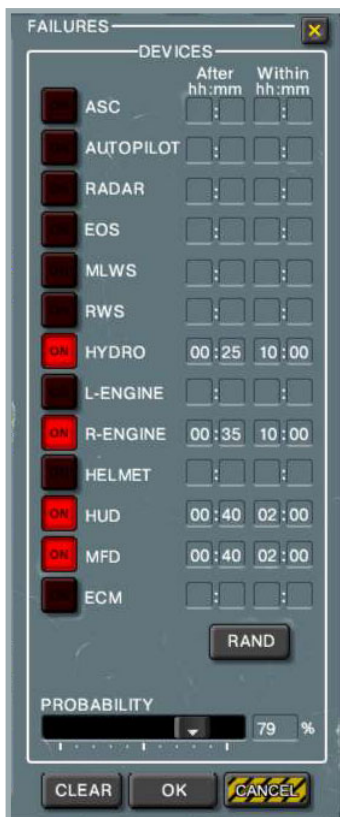 FAILURES
DEVICES
After Within
hh:mm hh:mm
ASC : :
AUTOPILOT : :
RADAR : :
EOS : :
MLWS : :
RWS : :
ON HYDRO 00:25 10:00
L-ENGINE : :
ON R-ENGINE 00:35 10:00
HELMET : :
ON HUD 00:40 02:00
ON MFD 00:40 02:00
ECM : :
RAND
PROBABILITY
79 %
CLEAR OK CANCEL